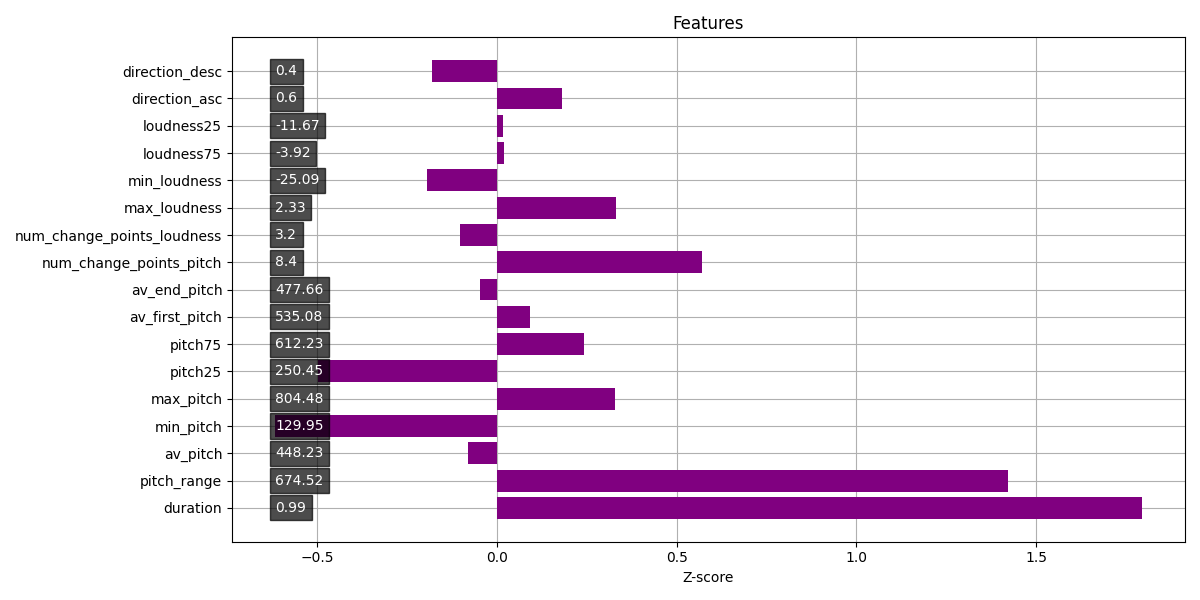 Features
direction_desc 0.4
direction_asc 0.6
loudness25 -11.67
loudness75 -3.92
min_loudness -25.09
max_loudness 2.33
num_change_points_loudness 3.2
num_change_points_pitch 8.4
av_end_pitch 477.66
av_first_pitch 535.08
pitch75 612.23
pitch25 250.45
max_pitch 804.48
min_pitch 129.95
av_pitch 448.23
pitch_range 674.52
duration 0.99
−0.5 0.0 0.5 1.0 1.5
Z-score